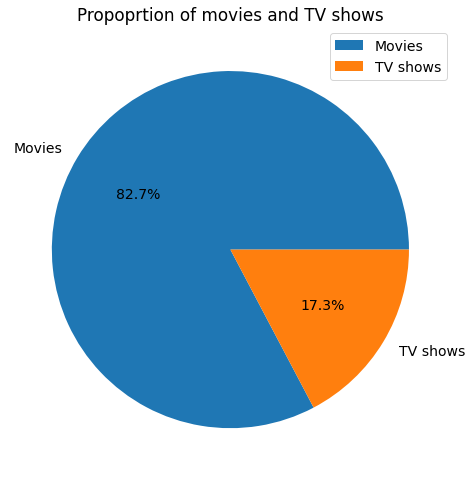 Propoprtion of movies and TV shows
Movies
TV shows
Movies
82.7%
17.3%
TV shows